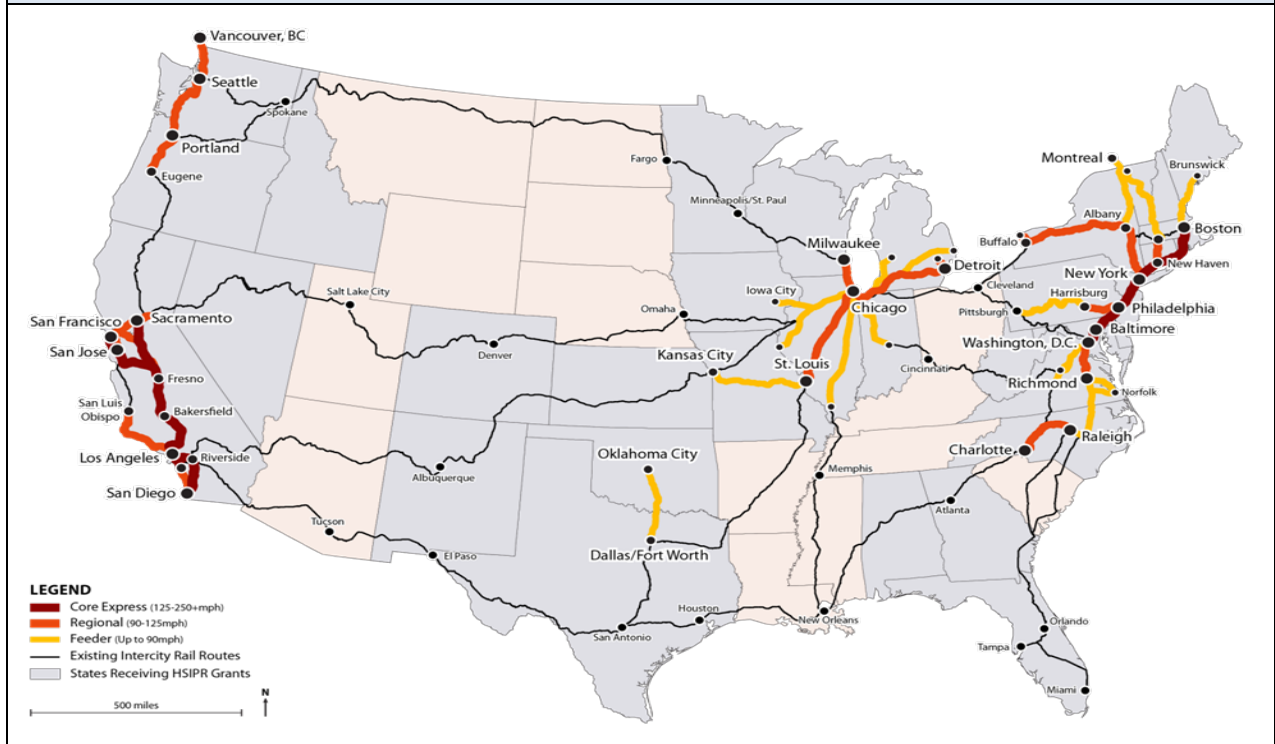 Vancouver, BC
Seattle
Spokane
Portland
Eugene
Fargo
Minneapolis/St. Paul
Milwaukee
Chicago
Detroit
Montreal
Brunswick
Albany
Buffalo
Boston
New Haven
New York
Cleveland
Harrisburg
Pittsburgh
Philadelphia
Baltimore
Washington, D.C.
Cincinnati
Richmond
Norfolk
Raleigh
Charlotte
Salt Lake City
San Francisco
Sacramento
San Jose
Fresno
San Luis
Obispo
Bakersfield
Los Angeles
Riverside
San Diego
Denver
Omaha
Iowa City
Kansas City
St. Louis
Albuquerque
Oklahoma City
Memphis
Atlanta
Tucson
El Paso
Dallas/Fort Worth
Houston
San Antonio
New Orleans
Orlando
Tampa
Miami
LEGEND
Core Express (125-250+mph)
Regional (90-125mph)
Feeder (Up to 90mph)
Existing Intercity Rail Routes
States Receiving HSIPR Grants
500 miles
N